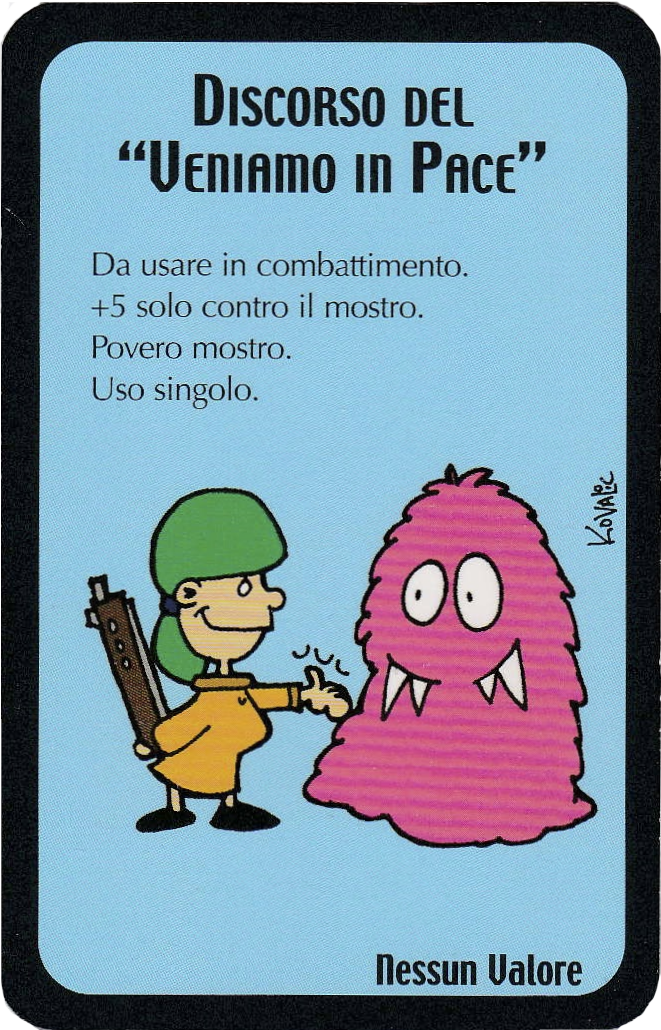 Discorso del
“Veniamo in Pace”
Da usare in combattimento.
+5 solo contro il mostro.
Povero mostro.
Uso singolo.
Kovalic
Nessun Valore